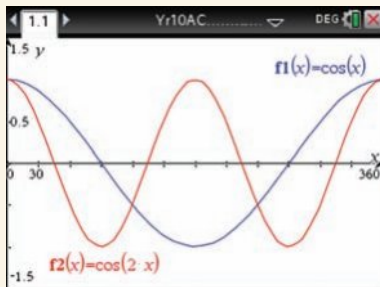 1.1 Yr10AC............ DEG
1.5 y
f1(x)=cos(x)
0.5
x
0 30 360
f2(x)=cos(2 x)
-1.5